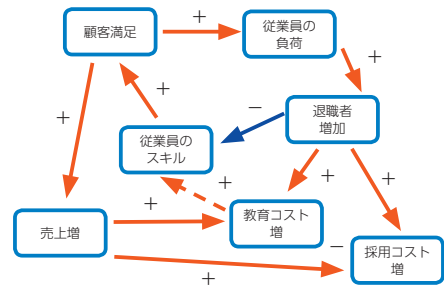 顧客満足
+
従業員の
負荷
+
+
+
−
退職者
増加
従業員の
スキル
+
+
+
教育コスト
増
+
売上増
+
−
採用コスト
増